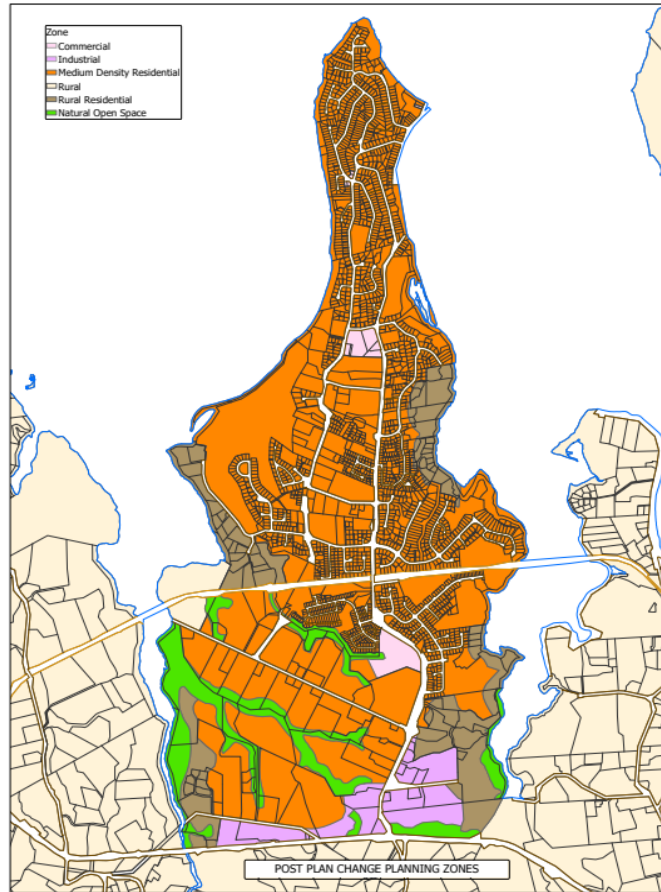 Zone
Commercial
Industrial
Medium Density Residential
Rural
Rural Residential
Natural Open Space
POST PLAN CHANGE PLANNING ZONES